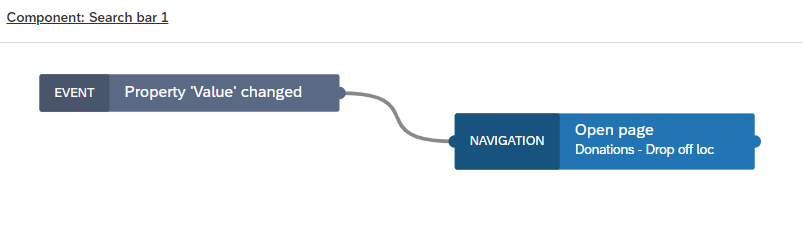 Component: Search bar 1
EVENT
Property 'Value' changed
NAVIGATION
Open page
Donations - Drop off loc